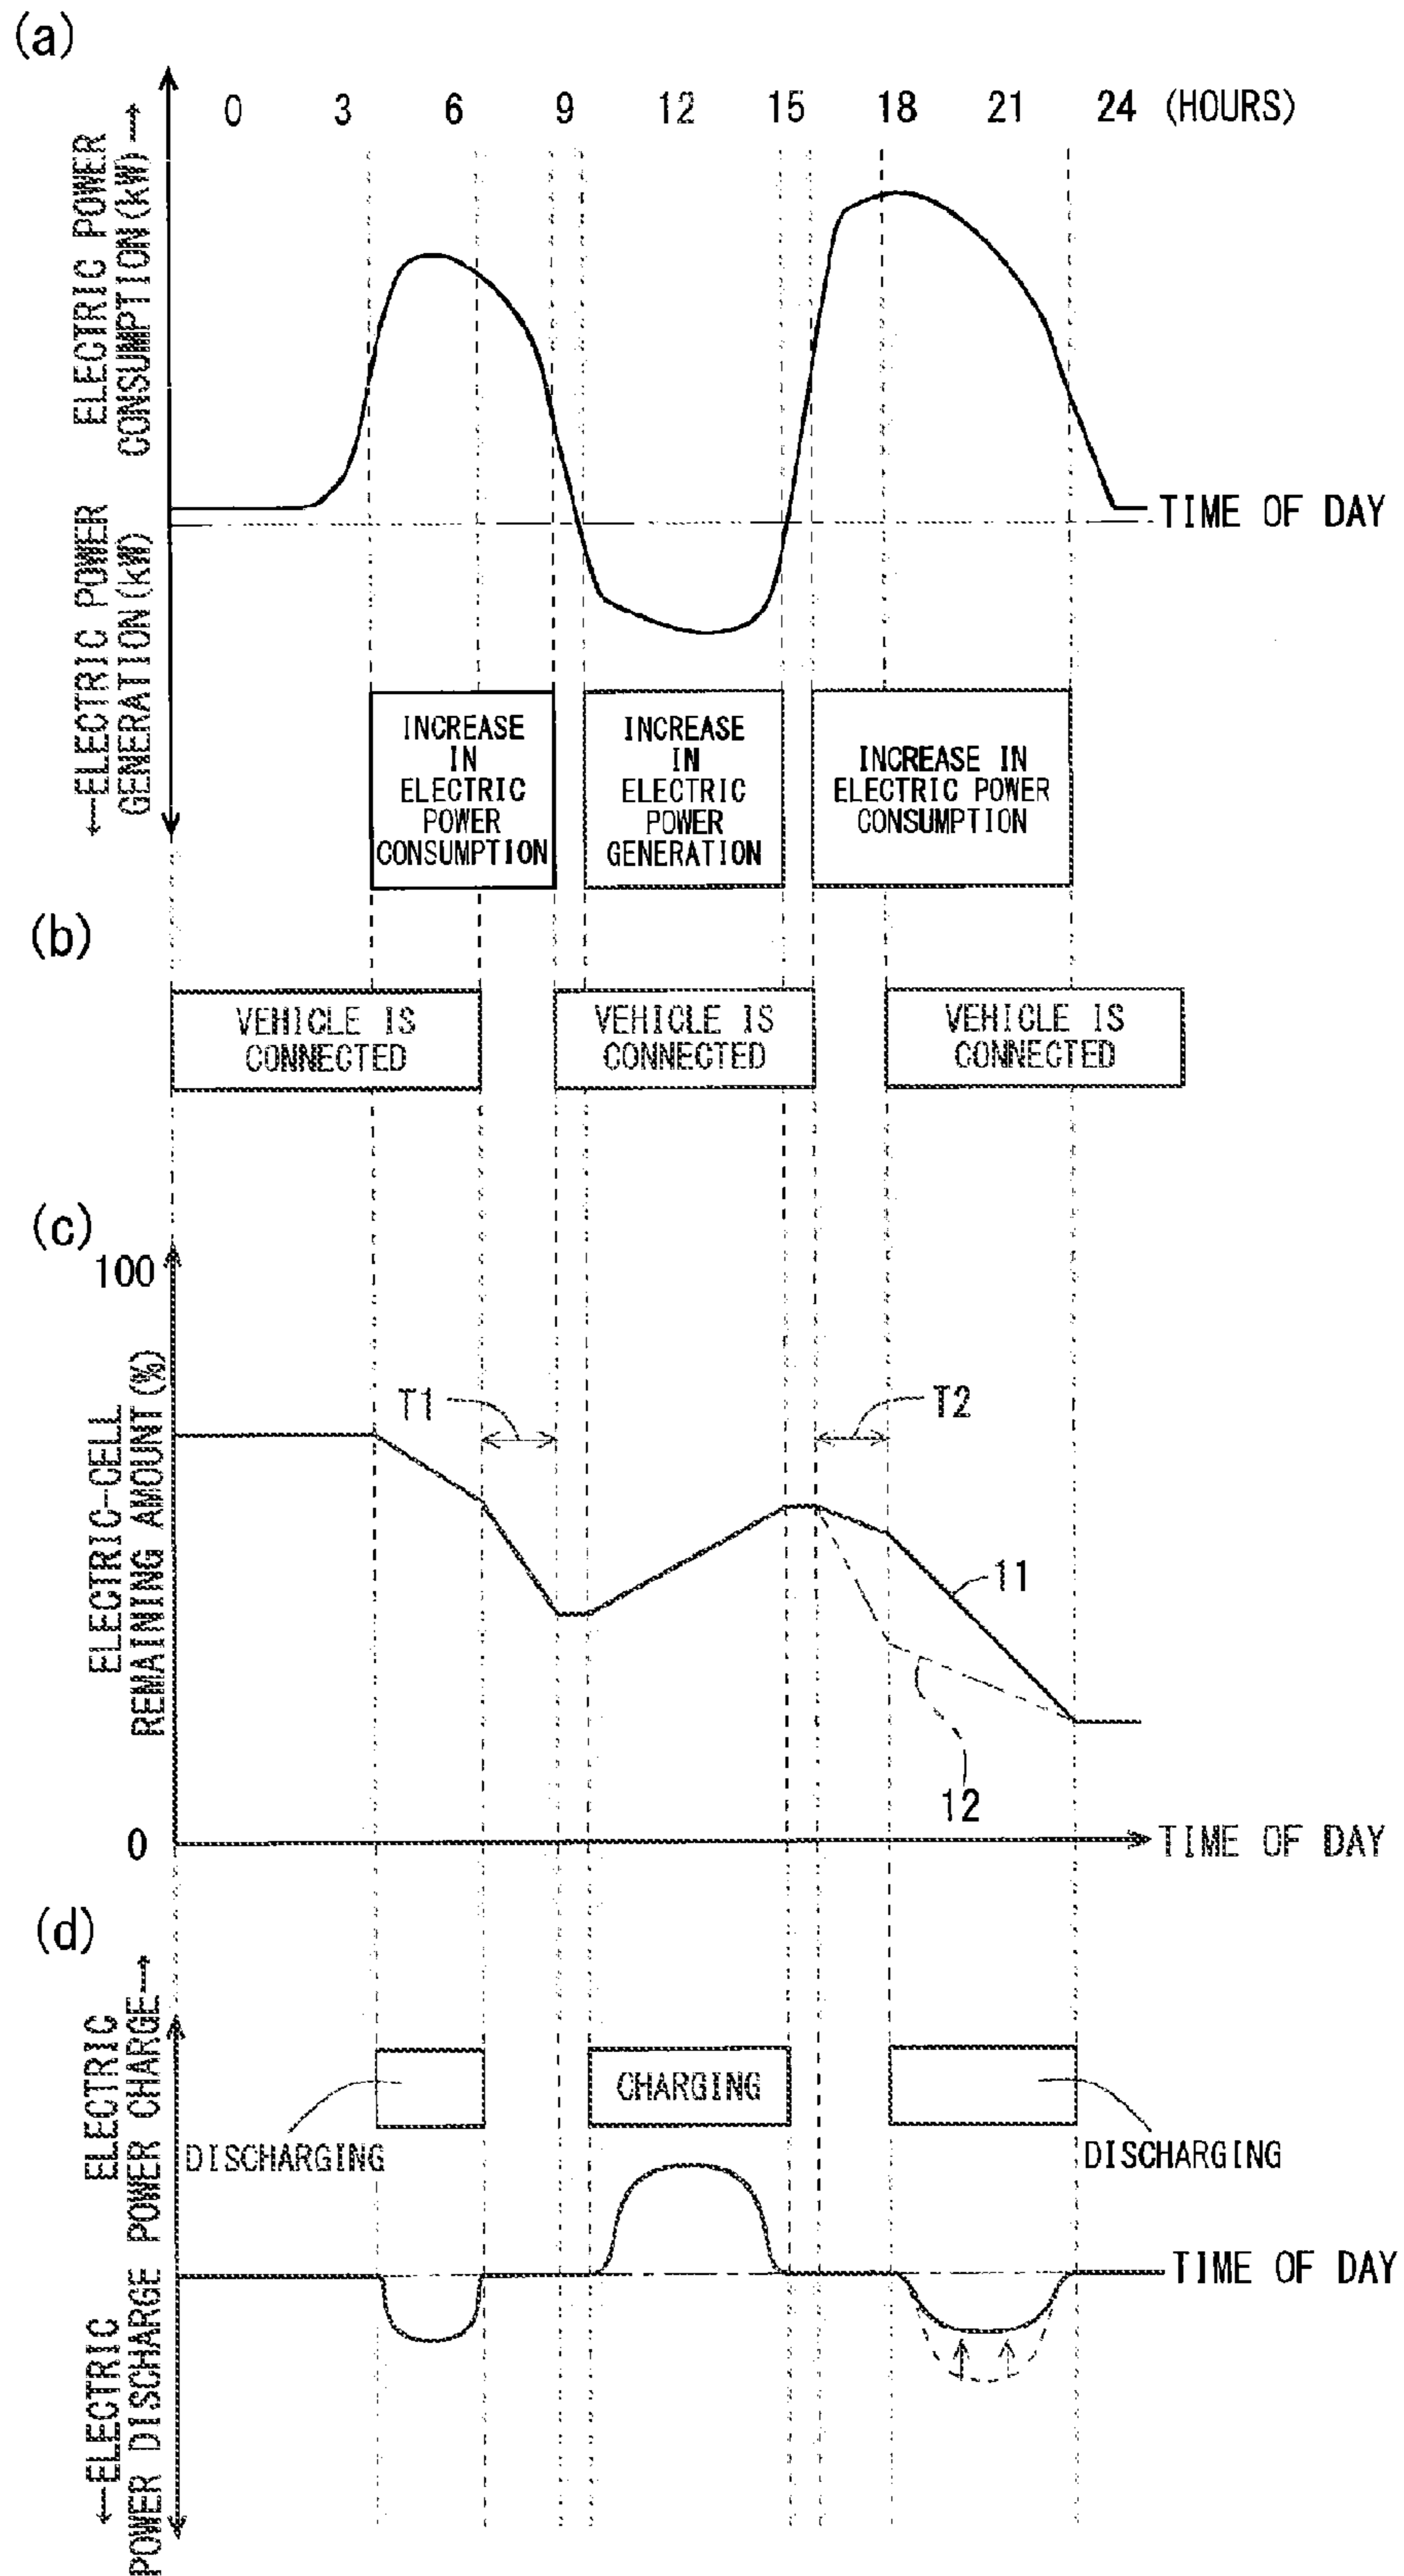 (a)
0 3 6 9 12 15 18 21 24 (HOURS)
ELECTRIC POWER
CONSUMPTION(kW)→
←ELECTRIC POWER
GENERATION(kW)
TIME OF DAY
INCREASE
IN
ELECTRIC
POWER
CONSUMPTION
INCREASE
IN
ELECTRIC
POWER
GENERATION
INCREASE IN
ELECTRIC POWER
CONSUMPTION
(b)
VEHICLE IS
CONNECTED
VEHICLE IS
CONNECTED
VEHICLE IS
CONNECTED
(c)
100
ELECTRIC-CELL
REMAINING AMOUNT(%)
T1
T2
11
12
0
TIME OF DAY
(d)
ELECTRIC
POWER CHARGE→
←ELECTRIC
POWER DISCHARGE
CHARGING
DISCHARGING
DISCHARGING
TIME OF DAY